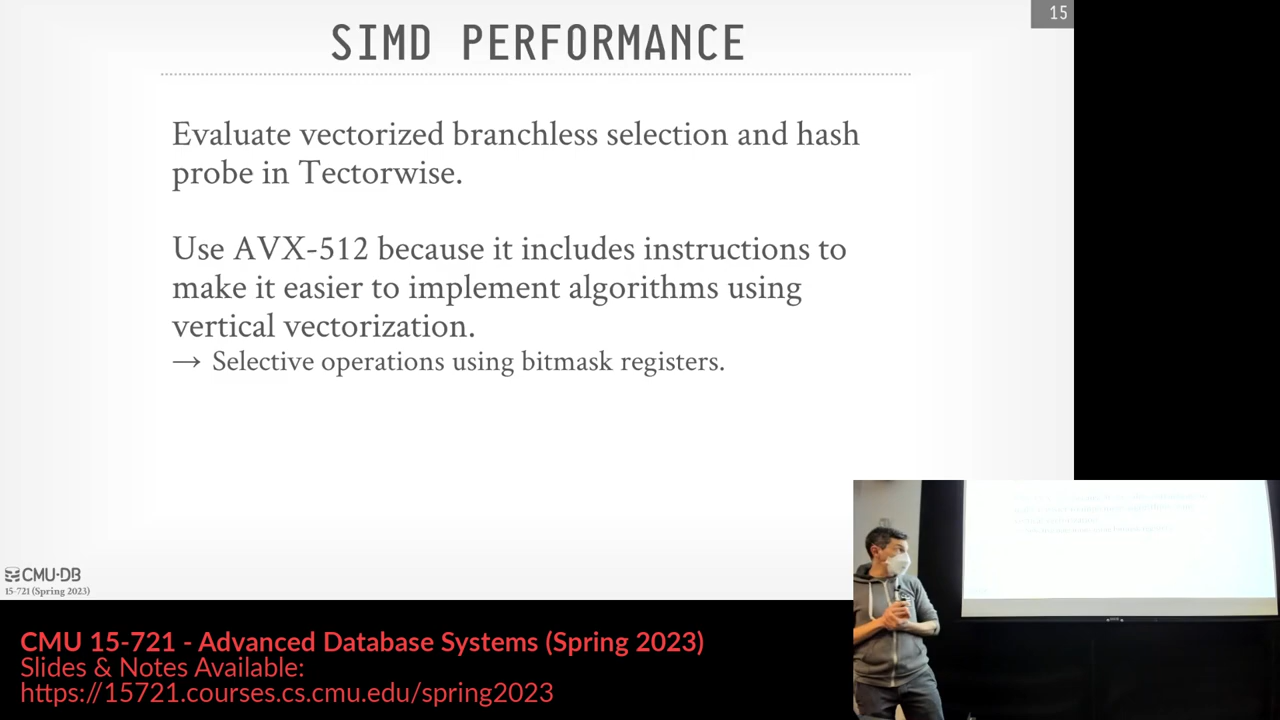 15
SIMD PERFORMANCE
Evaluate vectorized branchless selection and hash
probe in Tectorwise.
Use AVX-512 because it includes instructions to
make it easier to implement algorithms using
vertical vectorization.
→ Selective operations using bitmask registers.
CMU·DB
15-721 (Spring 2023)
CMU 15-721 - Advanced Database Systems (Spring 2023)
Slides & Notes Available:
https://15721.courses.cs.cmu.edu/spring2023